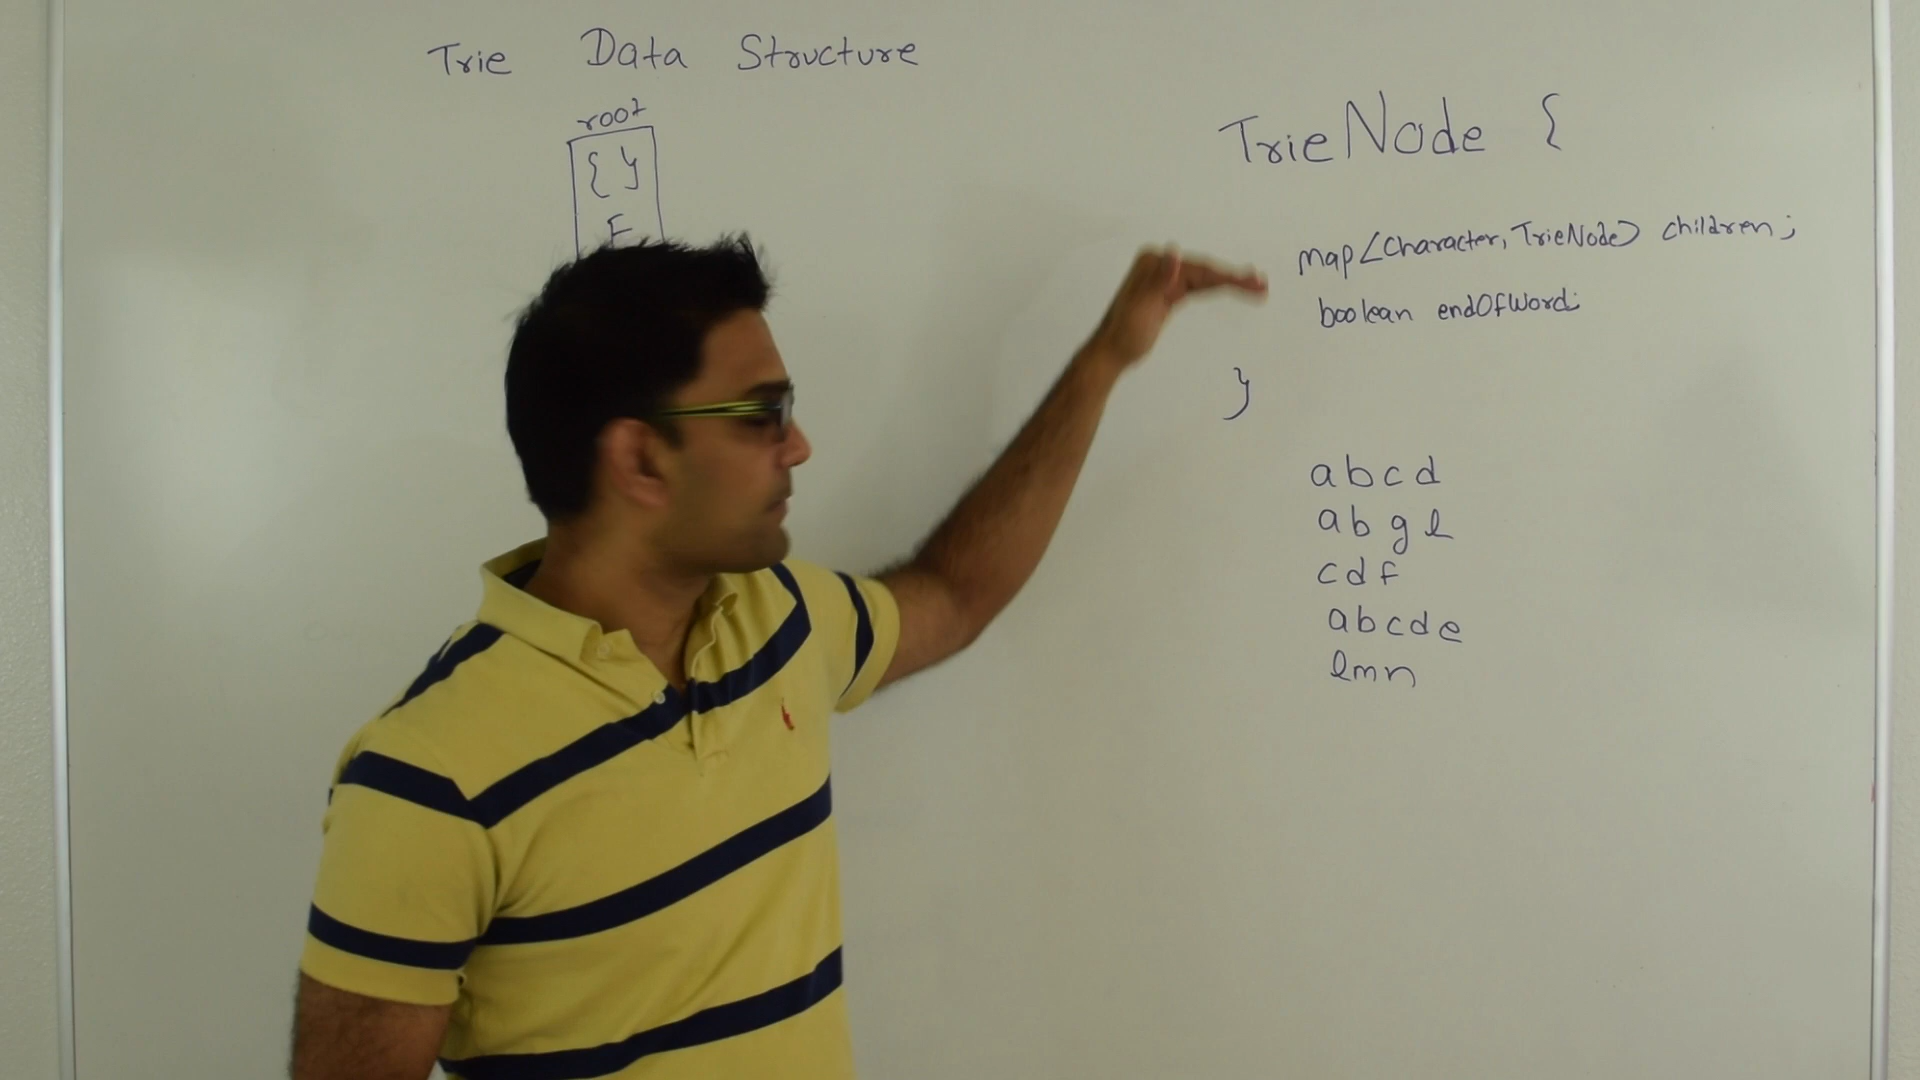 Trie Data Structure
root
{ }
F
TrieNode {
map<Character, TrieNode> children;
boolean endOfWord;
}
abcd
abgl
cdf
abcde
lmn